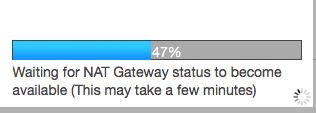 47%
Waiting for NAT Gateway status to become
available (This may take a few minutes)